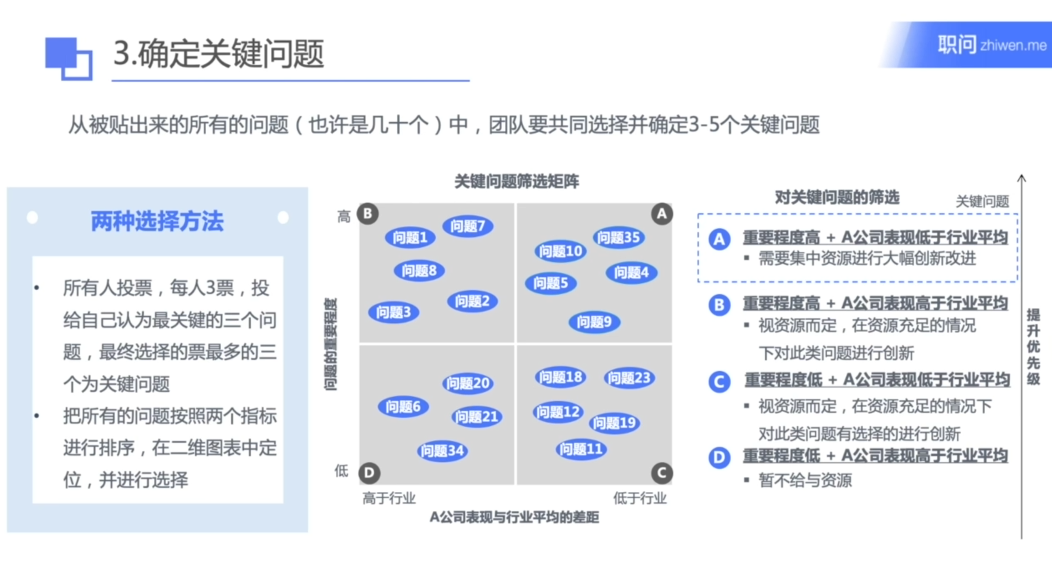 3.确定关键问题
职问 zhiwen.me
从被贴出来的所有的问题（也许是几十个）中，团队要共同选择并确定3-5个关键问题
两种选择方法
• 所有人投票，每人3票，投
给自己认为最关键的三个问
题，最终选择的票最多的三
个为关键问题
• 把所有的问题按照两个指标
进行排序，在二维图表中定
位，并进行选择
关键问题筛选矩阵
高
问题的重要程度
低
B
问题7
问题1
问题8
问题2
问题3
A
问题35
问题10
问题4
问题5
问题9
问题20
问题6
问题21
问题34
D
问题18
问题23
问题12
问题19
问题11
C
高于行业
低于行业
A公司表现与行业平均的差距
对关键问题的筛选
关键问题
A 重要程度高 + A公司表现低于行业平均
▪ 需要集中资源进行大幅创新改进
B 重要程度高 + A公司表现高于行业平均
▪ 视资源而定，在资源充足的情况
下对此类问题进行创新
C 重要程度低 + A公司表现低于行业平均
▪ 视资源而定，在资源充足的情况下
对此类问题有选择的进行创新
D 重要程度低 + A公司表现高于行业平均
▪ 暂不给与资源
提升优先级